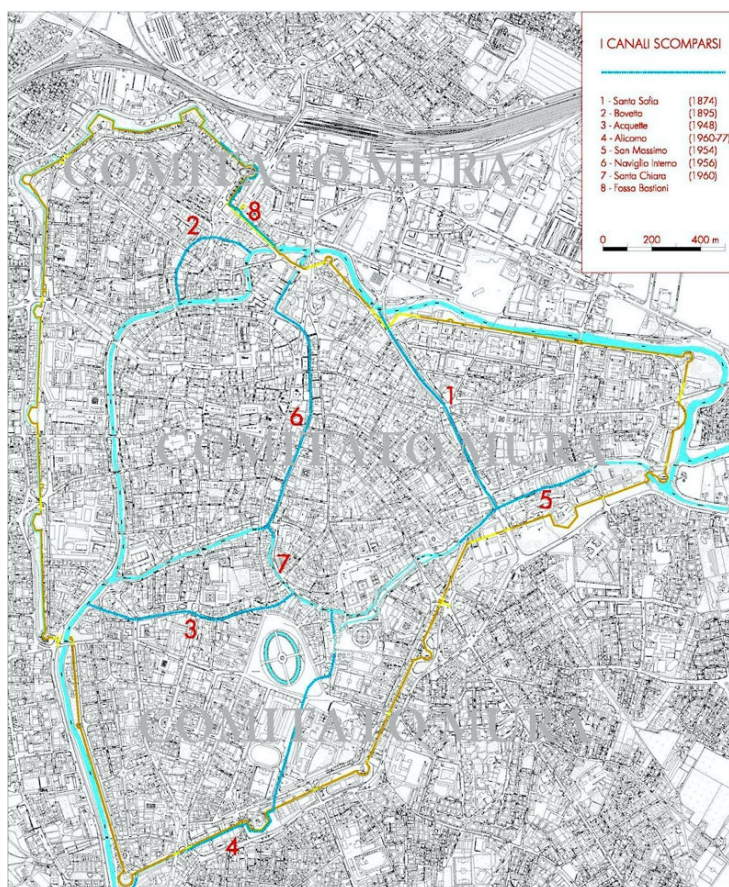 I CANALI SCOMPARSI
1 - Santa Sofia (1874)
2 - Bovetta (1895)
3 - Acquette (1948)
4 - Alicorno (1960-77)
5 - San Massimo (1954)
6 - Naviglio Interno (1956)
7 - Santa Chiara (1960)
8 - Fossa Bastioni
0 200 400 m
COMITATO MURA
8
2
1
6
COMITATO MURA
5
7
3
COMITATO MURA
4